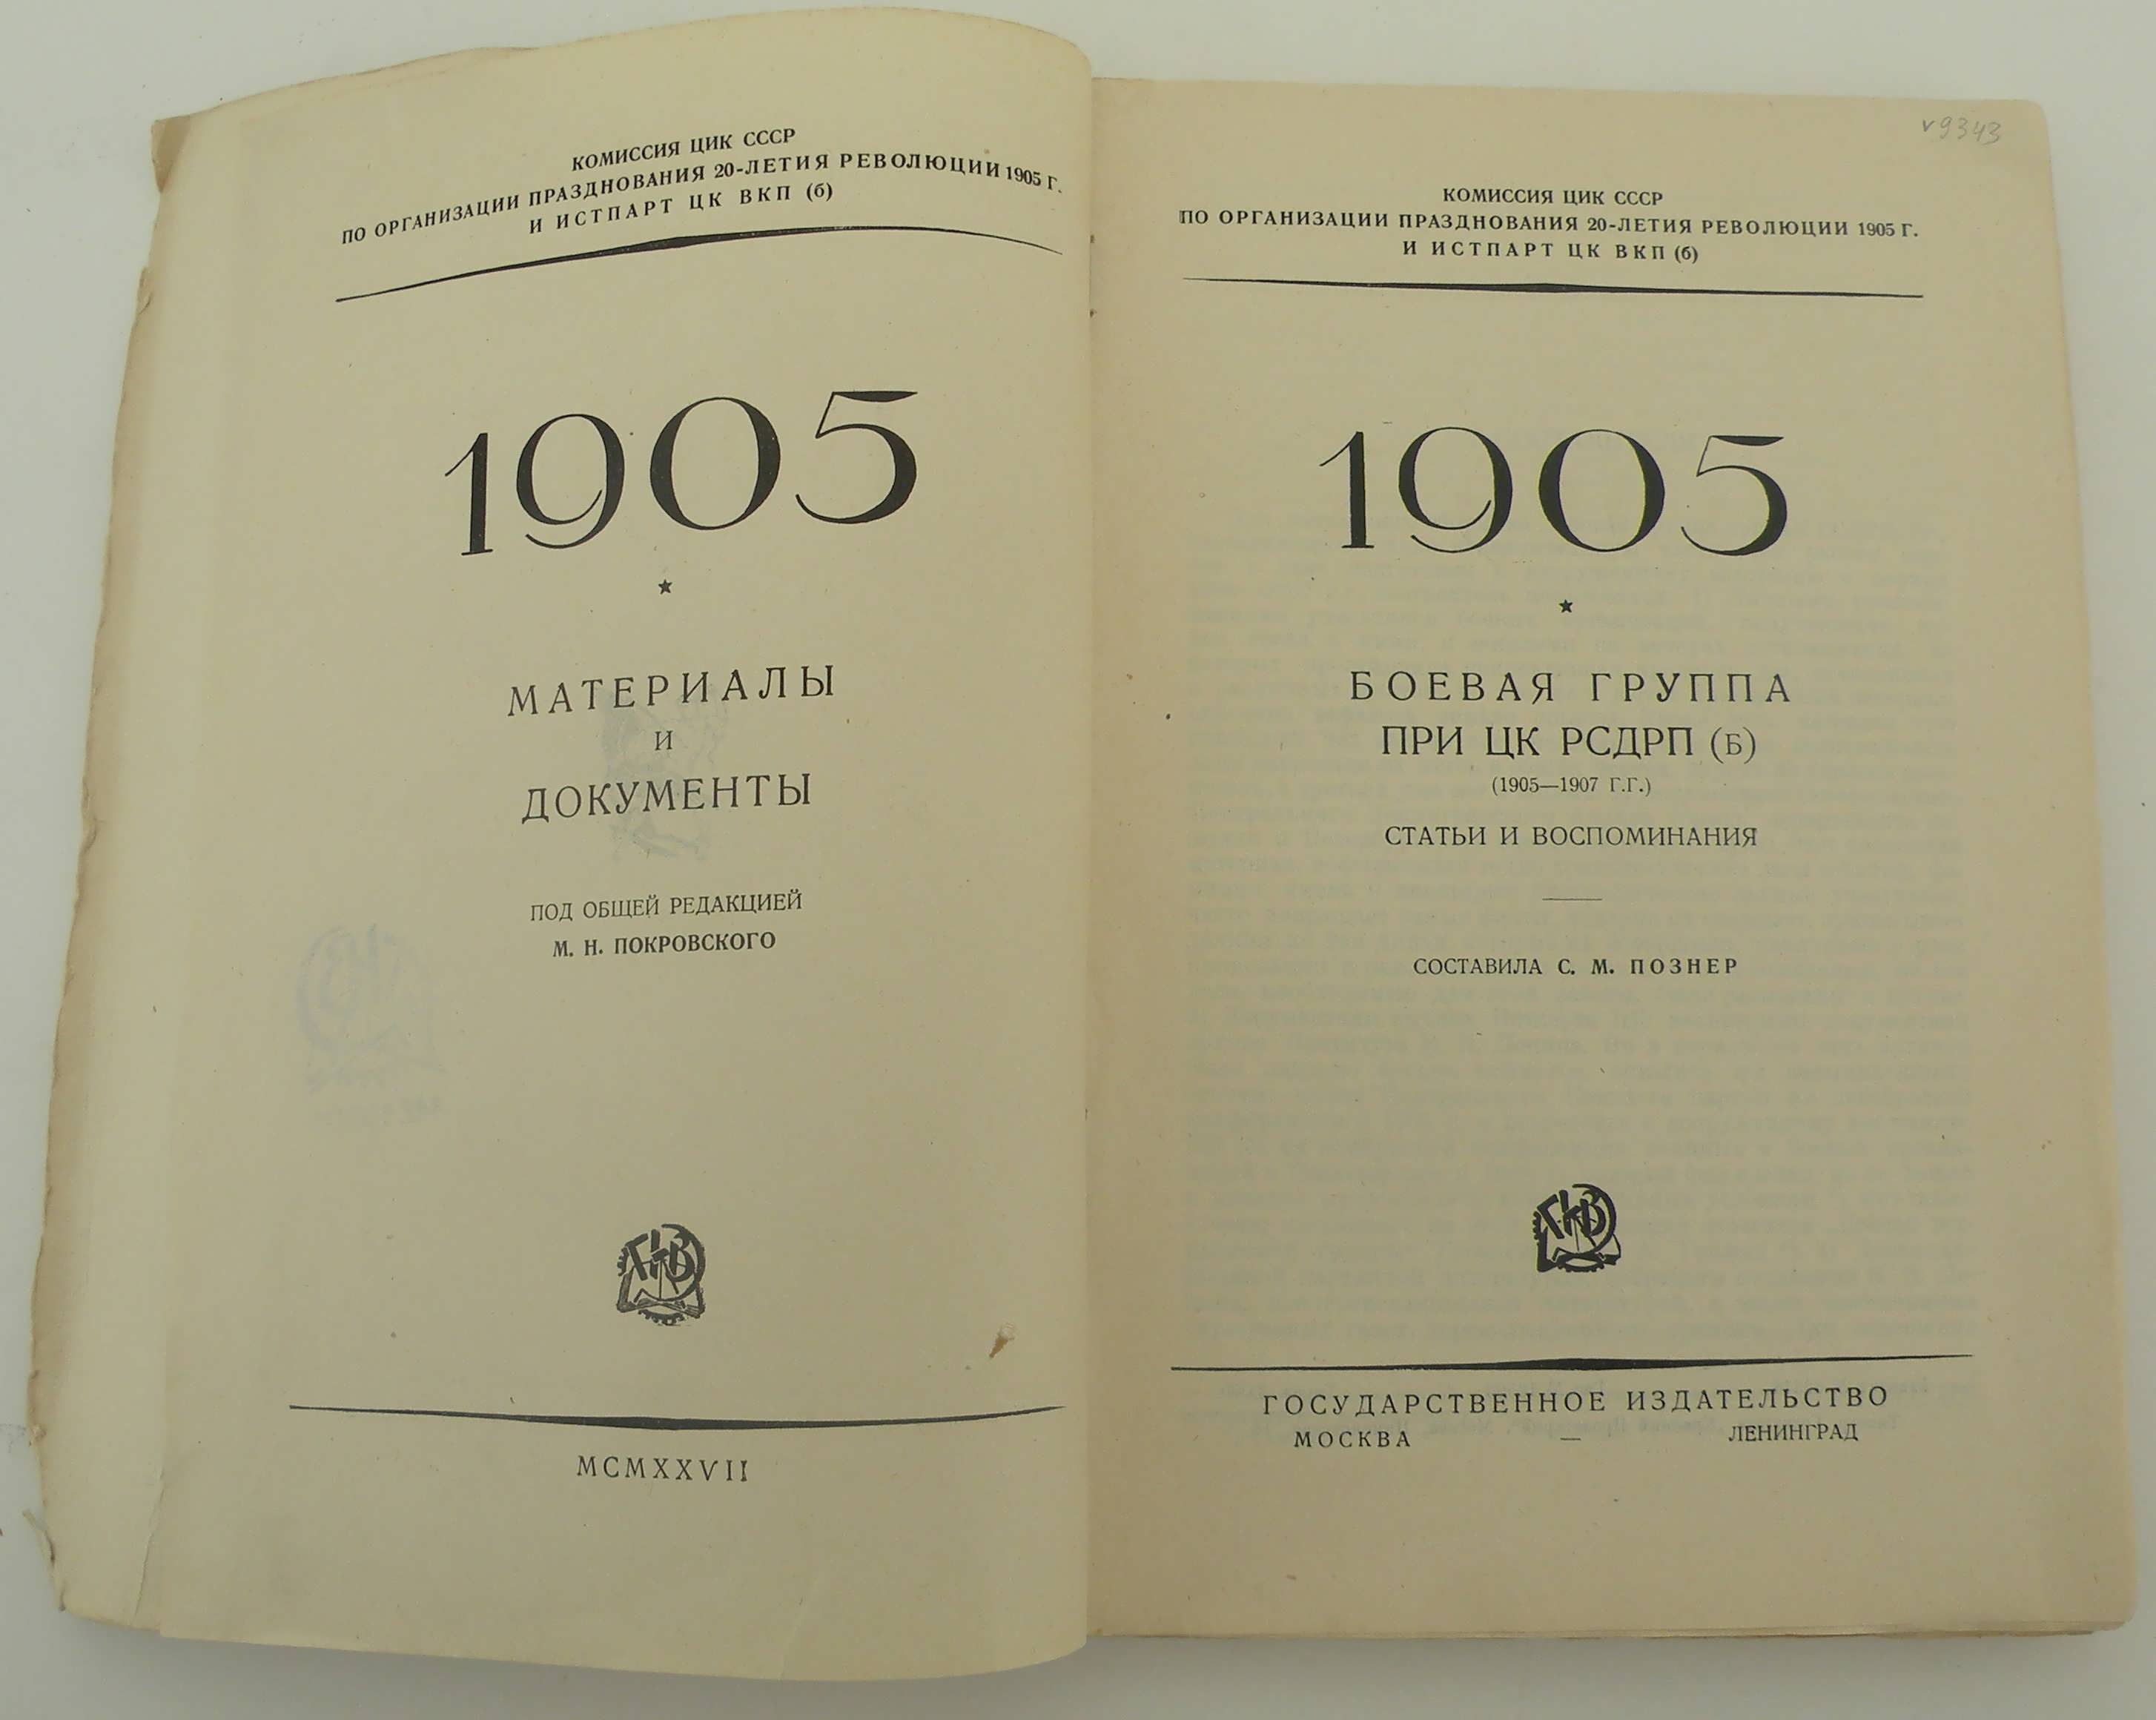 КОМИССИЯ ЦИК СССР
ПО ОРГАНИЗАЦИИ ПРАЗДНОВАНИЯ 20-ЛЕТИЯ РЕВОЛЮЦИИ 1905 Г.
И ИСТПАРТ ЦК ВКП (б)
1905
МАТЕРИАЛЫ
И
ДОКУМЕНТЫ
ПОД ОБЩЕЙ РЕДАКЦИЕЙ
М. Н. ПОКРОВСКОГО
MCMXXVII
v9343
КОМИССИЯ ЦИК СССР
ПО ОРГАНИЗАЦИИ ПРАЗДНОВАНИЯ 20-ЛЕТИЯ РЕВОЛЮЦИИ 1905 Г.
И ИСТПАРТ ЦК ВКП (б)
1905
БОЕВАЯ ГРУППА
ПРИ ЦК РСДРП (Б)
(1905—1907 Г.Г.)
СТАТЬИ И ВОСПОМИНАНИЯ
СОСТАВИЛА С. М. ПОЗНЕР
ГОСУДАРСТВЕННОЕ ИЗДАТЕЛЬСТВО
МОСКВА — ЛЕНИНГРАД